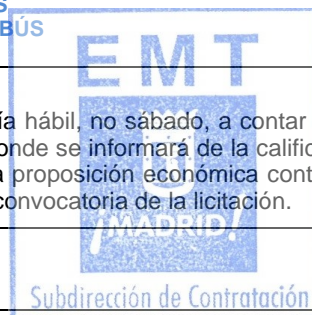 S
BÚS
EMT
ía hábil, no sábado, a contar
onde se informará de la calific
a proposición económica cont
convocatoria de la licitación.
¡MADRID!
Subdirección de Contratación